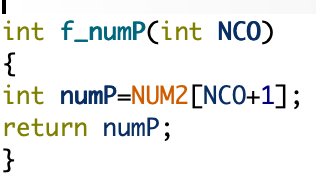 int f_numP(int NCO)
{
int numP=NUM2[NCO+1];
return numP;
}